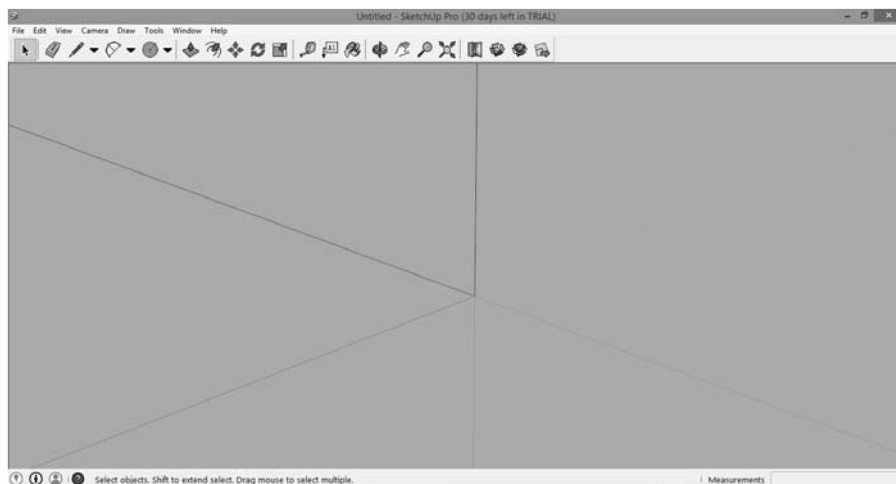 Untitled - SketchUp Pro (30 days left in TRIAL)
File Edit View Camera Draw Tools Window Help
Select objects. Shift to extend select. Drag mouse to select multiple.
Measurements